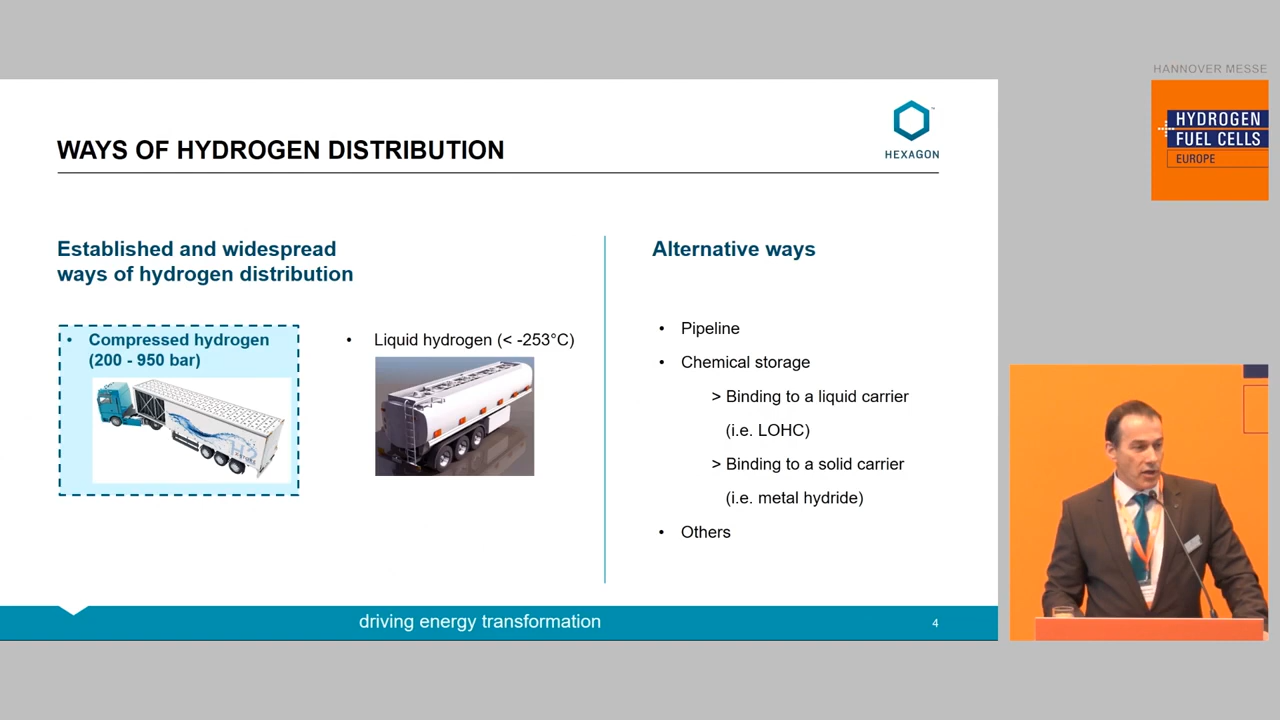 HANNOVER MESSE
HYDROGEN
FUEL CELLS
EUROPE
WAYS OF HYDROGEN DISTRIBUTION
HEXAGON
Established and widespread
ways of hydrogen distribution
• Compressed hydrogen
(200 - 950 bar)
• Liquid hydrogen (< -253°C)
Alternative ways
• Pipeline
• Chemical storage
> Binding to a liquid carrier
(i.e. LOHC)
> Binding to a solid carrier
(i.e. metal hydride)
• Others
driving energy transformation
4